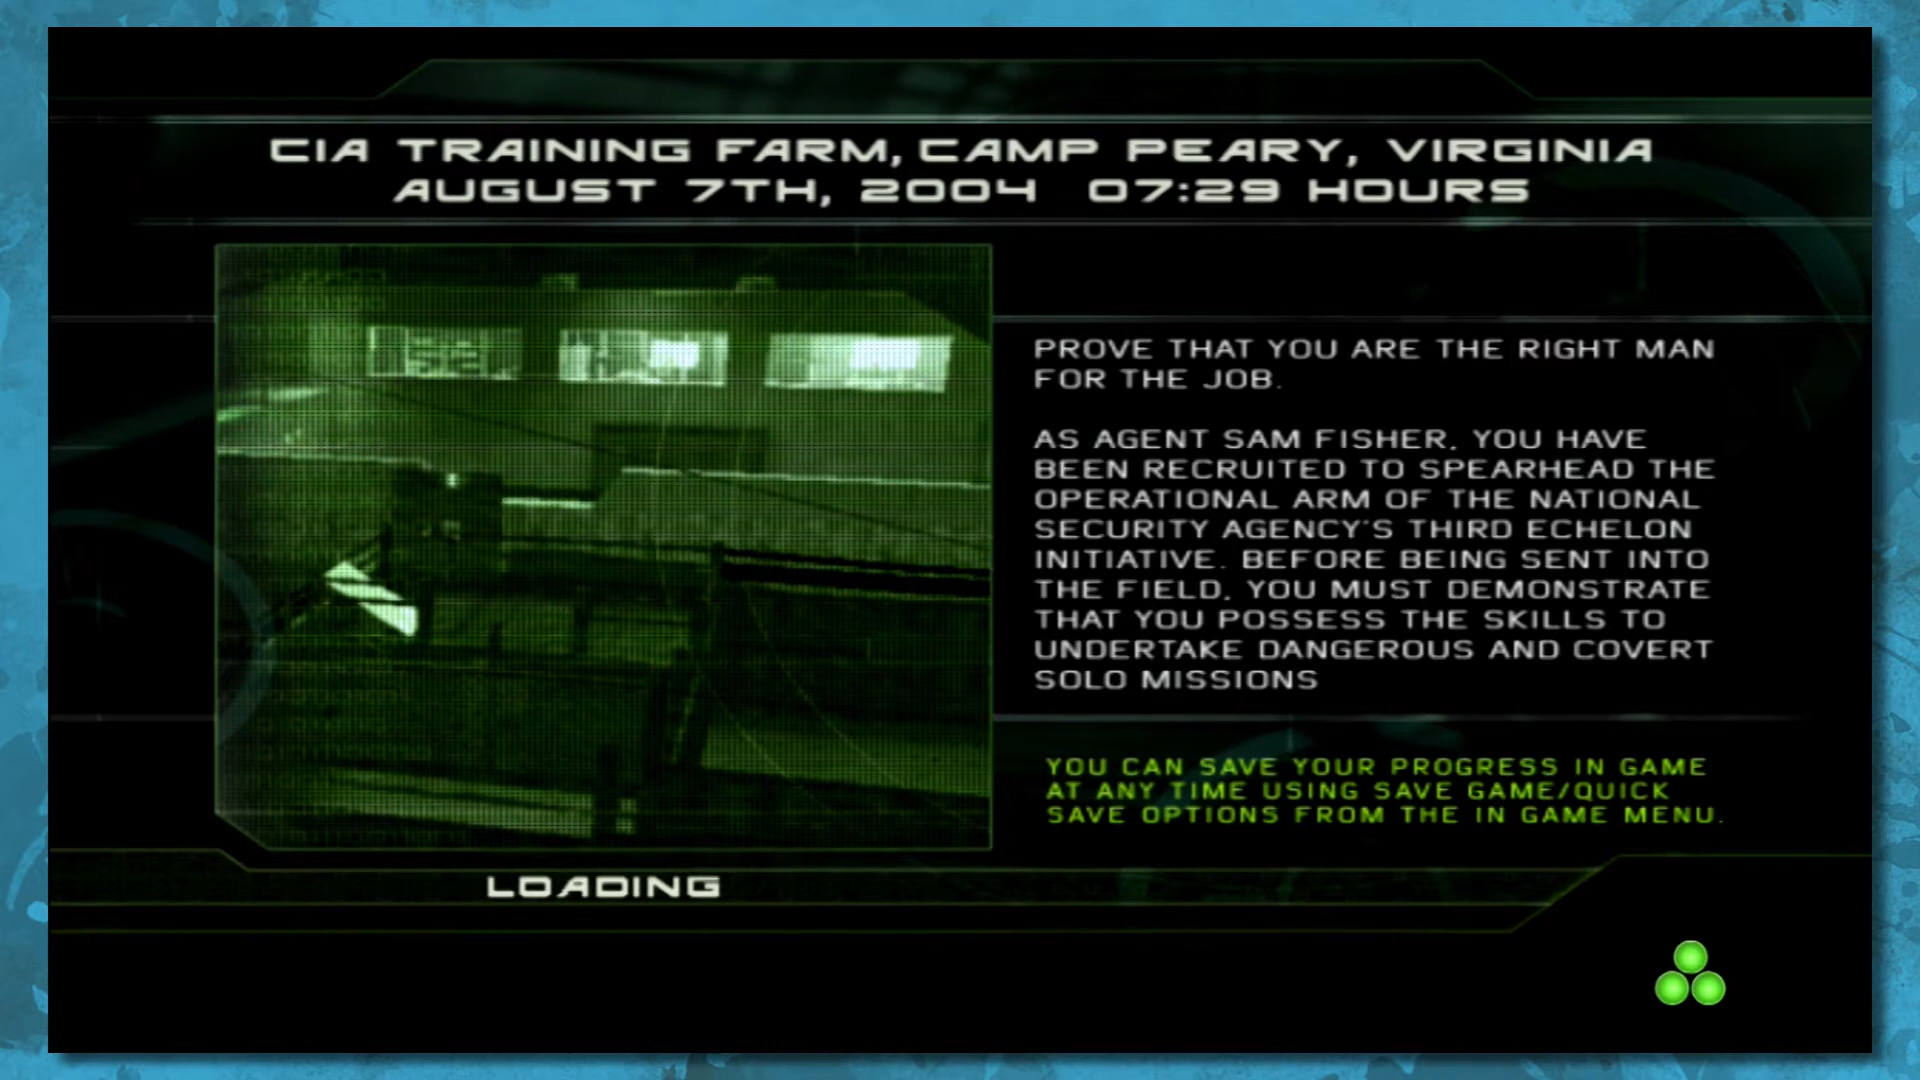 CIA TRAINING FARM, CAMP PEARY, VIRGINIA
AUGUST 7TH, 2004 07:29 HOURS
PROVE THAT YOU ARE THE RIGHT MAN
FOR THE JOB.
AS AGENT SAM FISHER, YOU HAVE
BEEN RECRUITED TO SPEARHEAD THE
OPERATIONAL ARM OF THE NATIONAL
SECURITY AGENCY'S THIRD ECHELON
INITIATIVE. BEFORE BEING SENT INTO
THE FIELD, YOU MUST DEMONSTRATE
THAT YOU POSSESS THE SKILLS TO
UNDERTAKE DANGEROUS AND COVERT
SOLO MISSIONS
YOU CAN SAVE YOUR PROGRESS IN GAME
AT ANY TIME USING SAVE GAME/QUICK
SAVE OPTIONS FROM THE IN GAME MENU.
LOADING